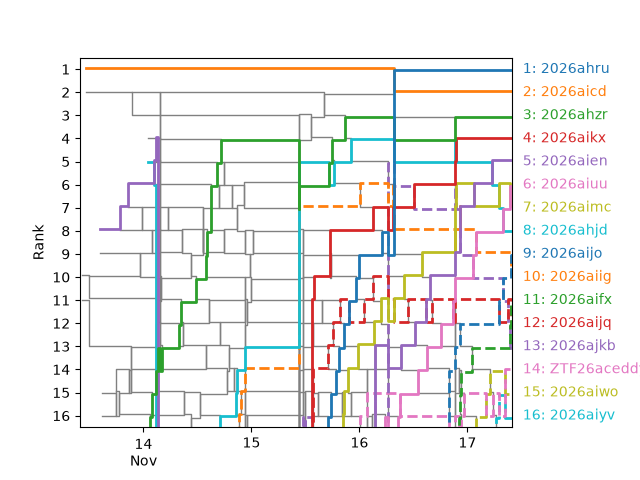 1
2
3
4
5
6
7
8
9
10
11
12
13
14
15
16
Rank
14
15
16
17
Nov
1: 2026ahru
2: 2026aicd
3: 2026ahzr
4: 2026aikx
5: 2026aien
6: 2026aiuu
7: 2026aimc
8: 2026ahjd
9: 2026aijo
10: 2026aiig
11: 2026aifx
12: 2026aijq
13: 2026ajkb
14: ZTF26acedd
15: 2026aiwo
16: 2026aiyv